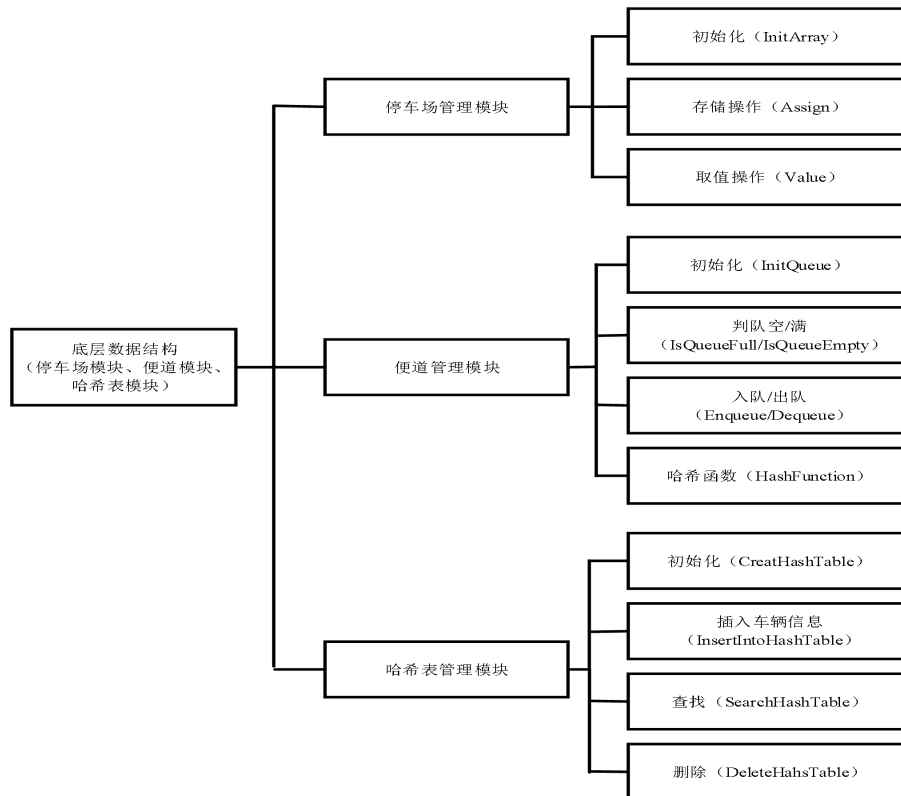 底层数据结构
（停车场模块、便道模块、
哈希表模块）
停车场管理模块
初始化（InitArray）
存储操作（Assign）
取值操作（Value）
便道管理模块
初始化（InitQueue）
判队空/满
（IsQueueFull/IsQueueEmpty）
入队/出队
（Enqueue/Dequeue）
哈希函数（HashFunction）
哈希表管理模块
初始化（CreatHashTable）
插入车辆信息
（InsertIntoHashTable）
查找（SearchHashTable）
删除（DeleteHahsTable）